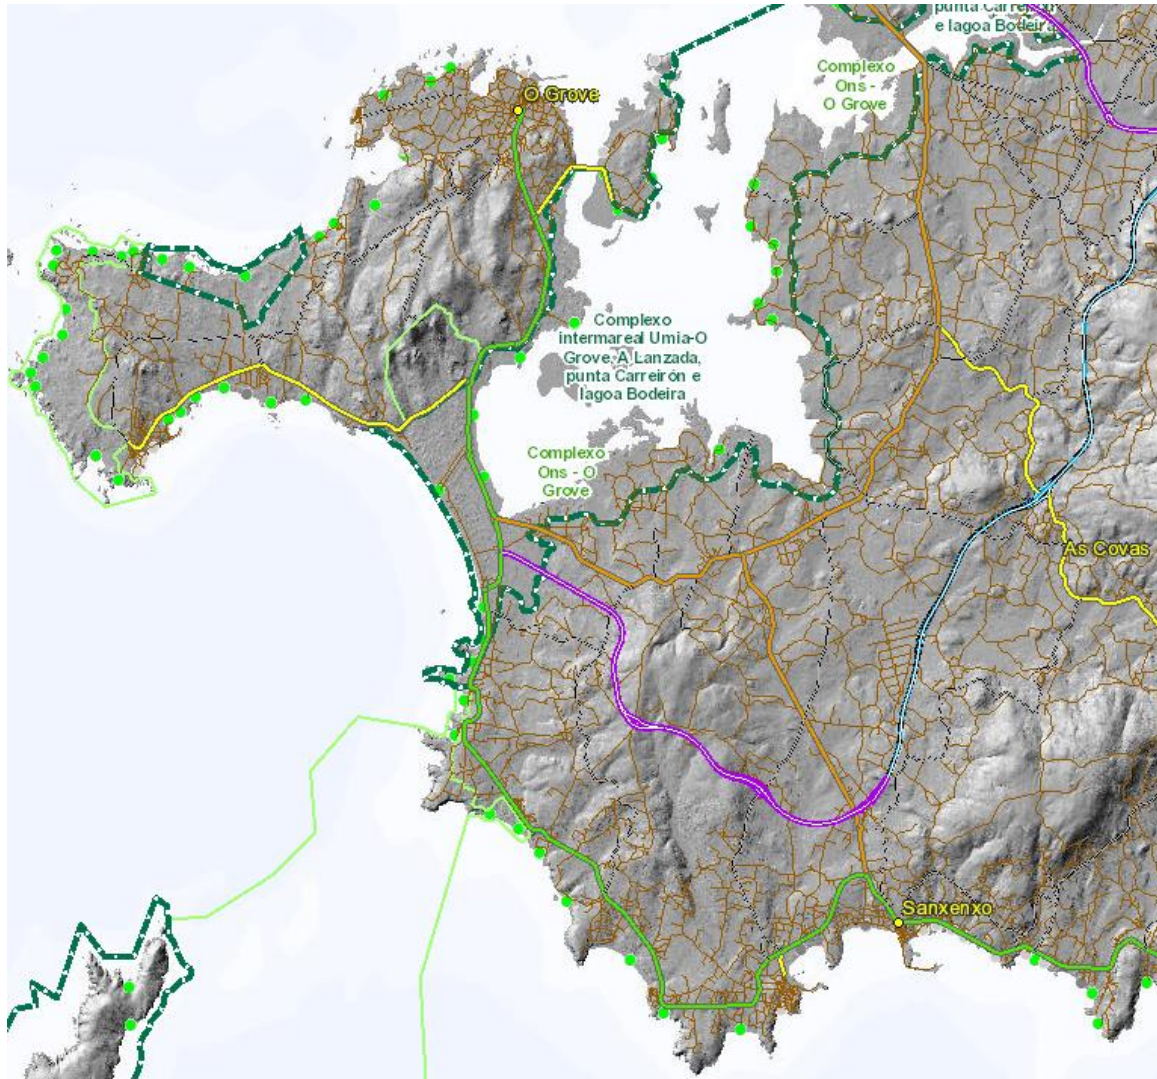 punta Carreirón
e lagoa Bodeira
Complexo
Ons -
O Grove
O Grove
Complexo
intermareal Umia-O
Grove, A Lanzada,
punta Carreirón e
lagoa Bodeira
Complexo
Ons - O
Grove
As Covas
Sanxenxo